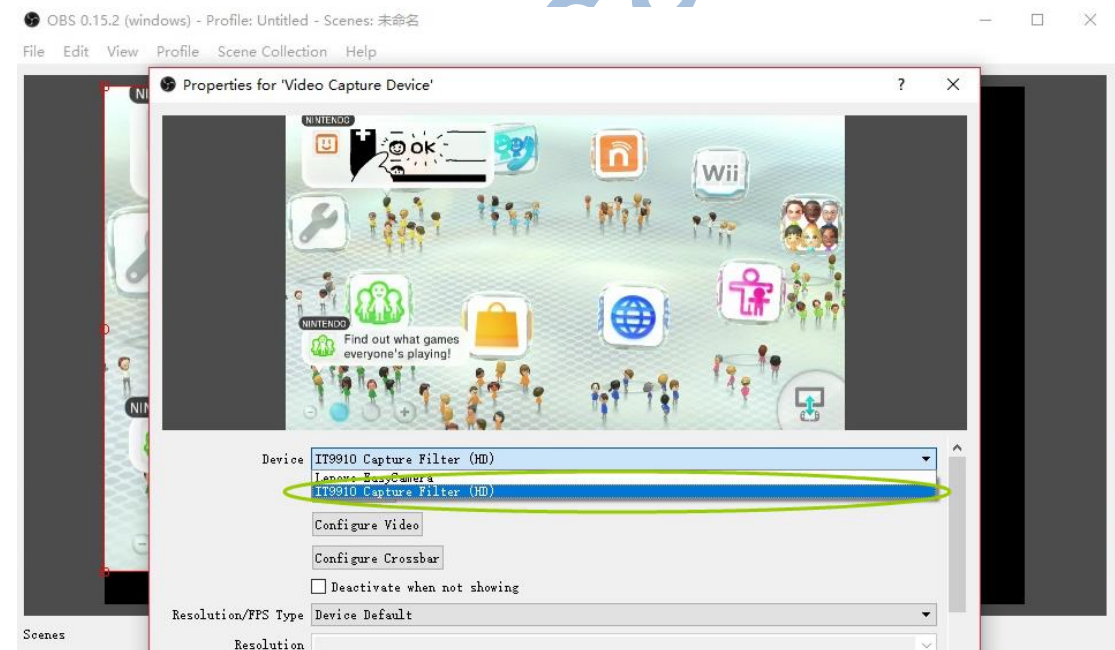 OBS 0.15.2 (windows) - Profile: Untitled - Scenes: 未命名
File Edit View Profile Scene Collection Help
Properties for 'Video Capture Device'
NINTENDO
ok
Wii
NINTENDO
Find out what games
everyone's playing!
Device IT9910 Capture Filter (HD)
Lenovo EasyCamera
IT9910 Capture Filter (HD)
Configure Video
Configure Crossbar
Deactivate when not showing
Resolution/FPS Type Device Default
Scenes
Resolution